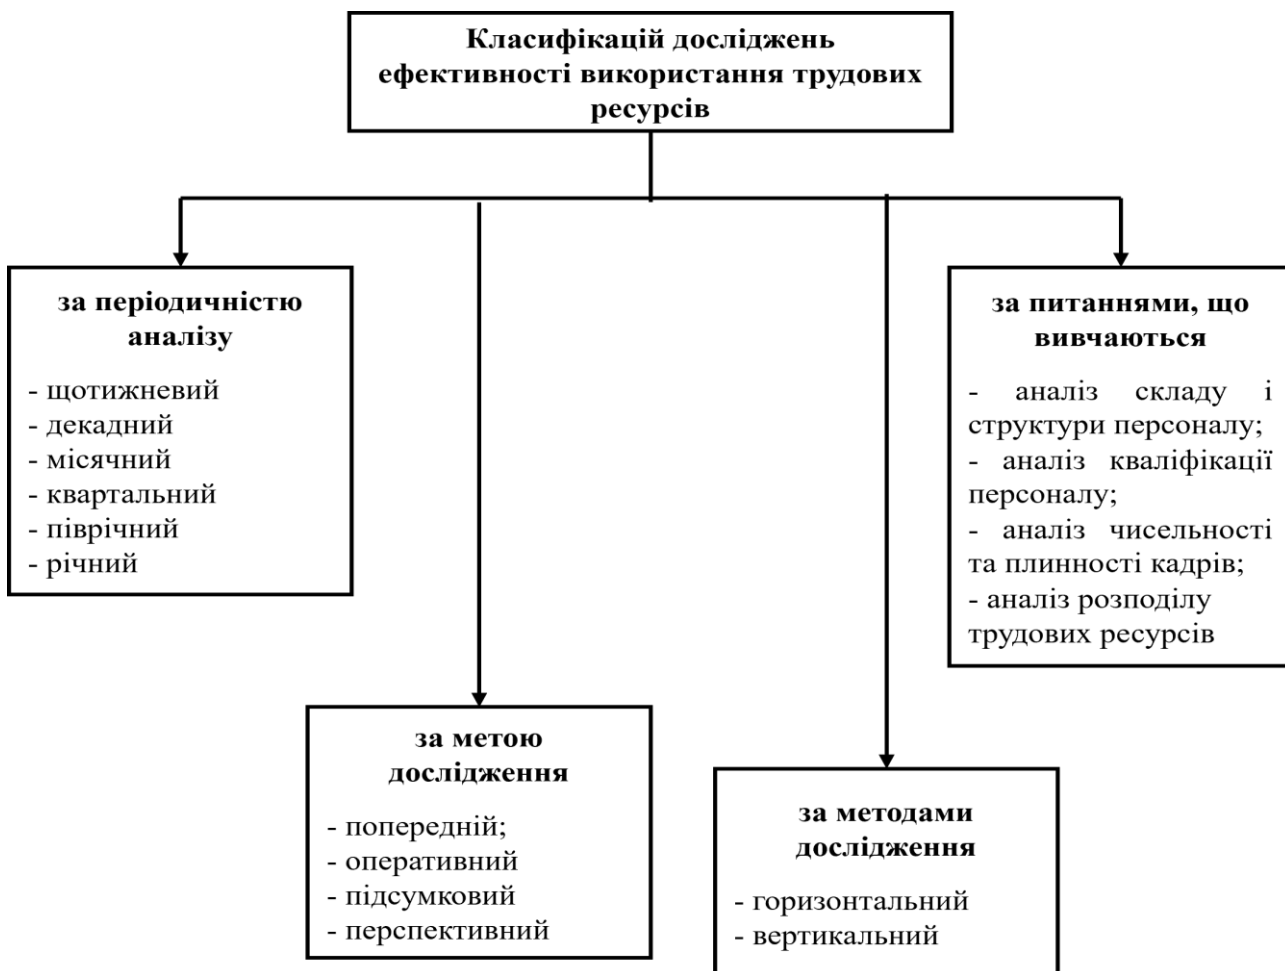 Класифікацій досліджень
ефективності використання трудових
ресурсів
за періодичністю
аналізу
- щотижневий
- декадний
- місячний
- квартальний
- піврічний
- річний
за метою
дослідження
- попередній;
- оперативний
- підсумковий
- перспективний
за методами
дослідження
- горизонтальний
- вертикальний
за питаннями, що
вивчаються
- аналіз складу і
структури персоналу;
- аналіз кваліфікації
персоналу;
- аналіз чисельності
та плинності кадрів;
- аналіз розподілу
трудових ресурсів